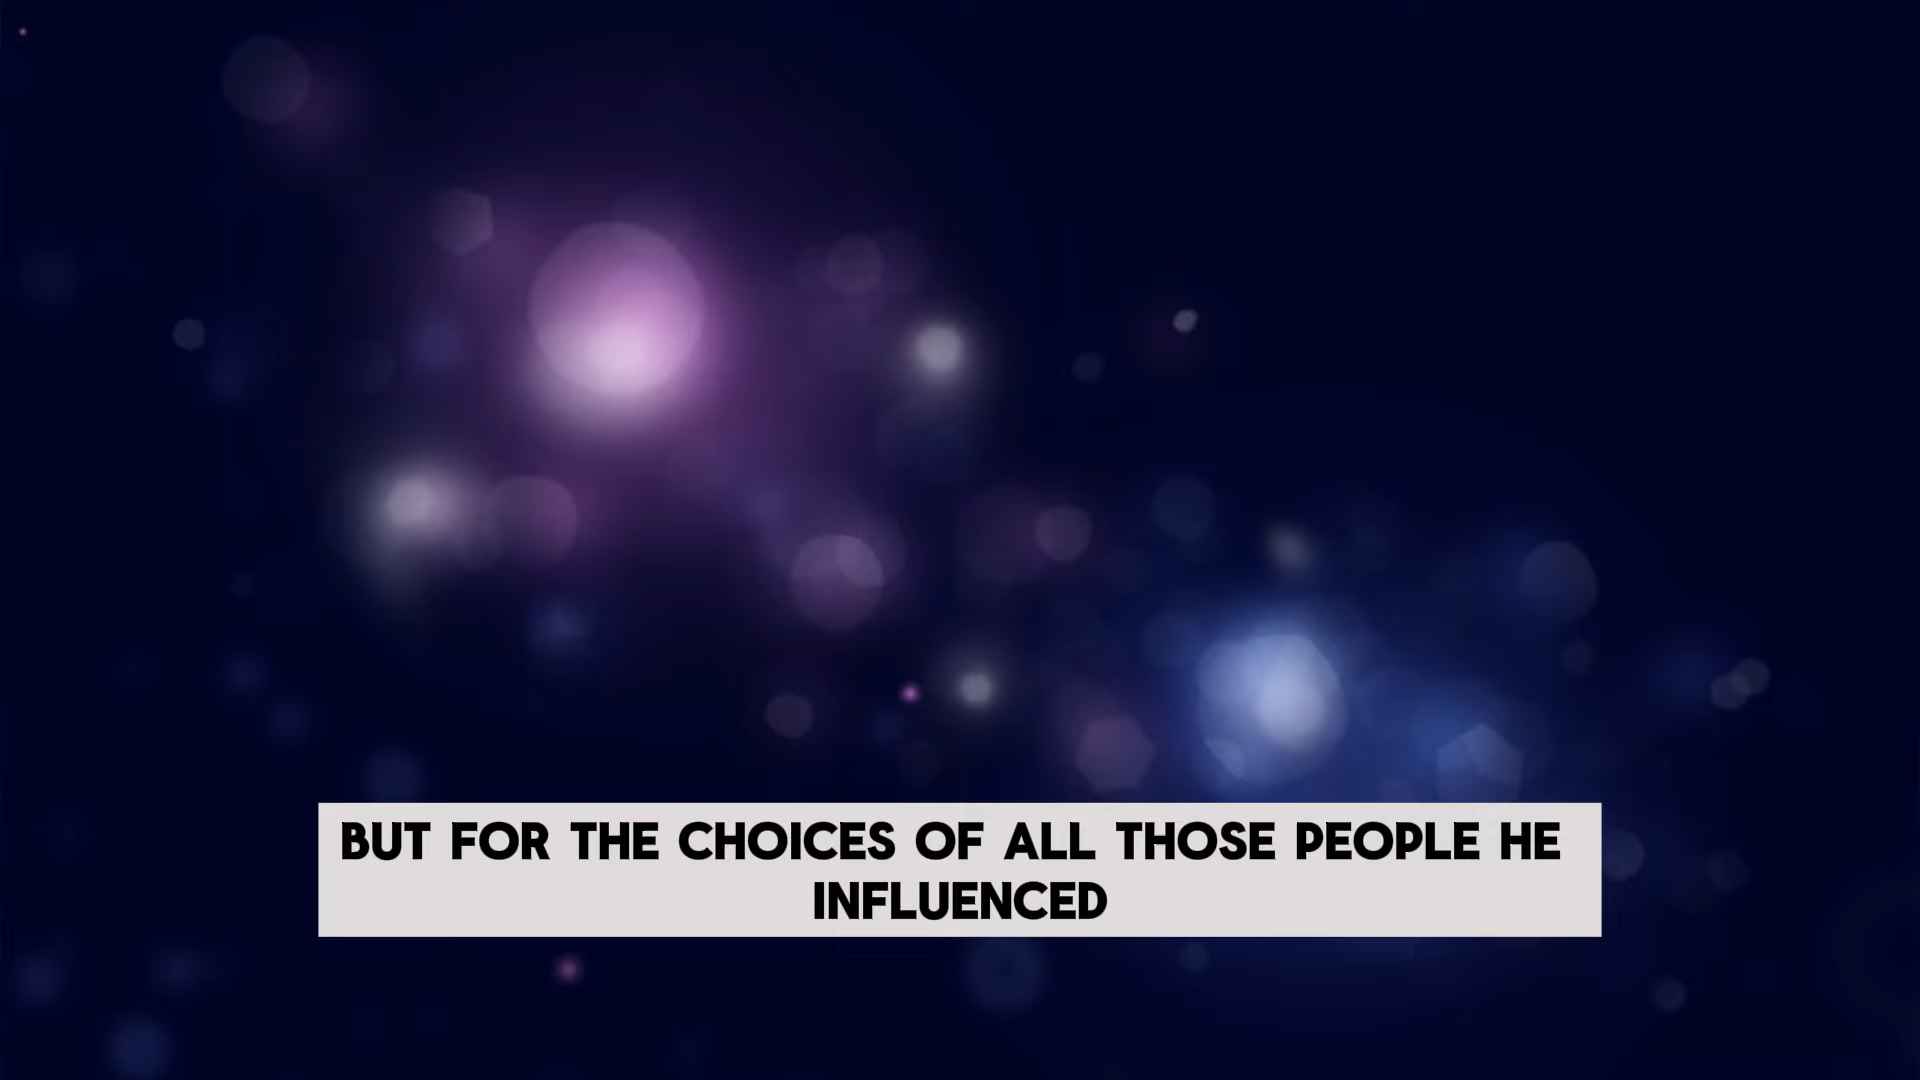 BUT FOR THE CHOICES OF ALL THOSE PEOPLE HE
INFLUENCED